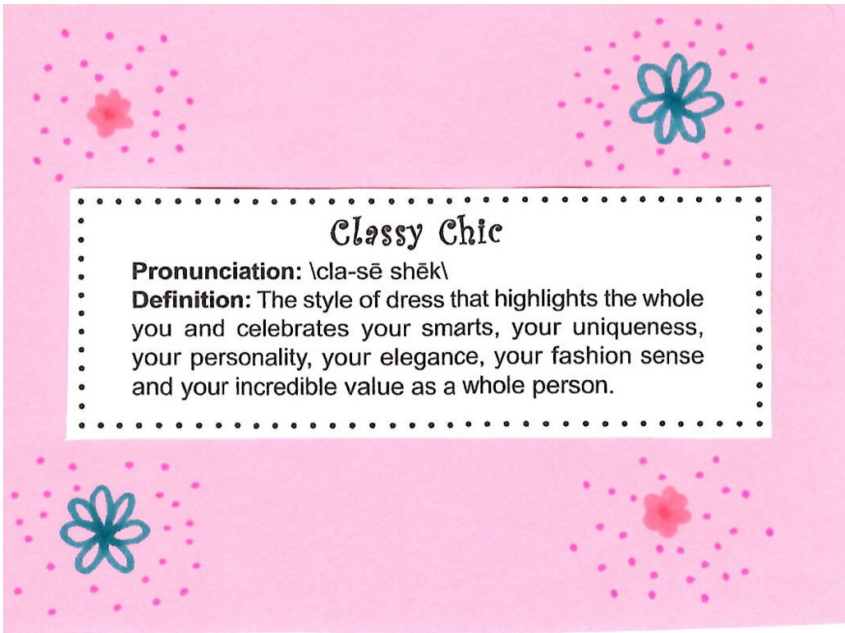 Classy Chic
Pronunciation: \cla-sē shēk\
Definition: The style of dress that highlights the whole
you and celebrates your smarts, your uniqueness,
your personality, your elegance, your fashion sense
and your incredible value as a whole person.